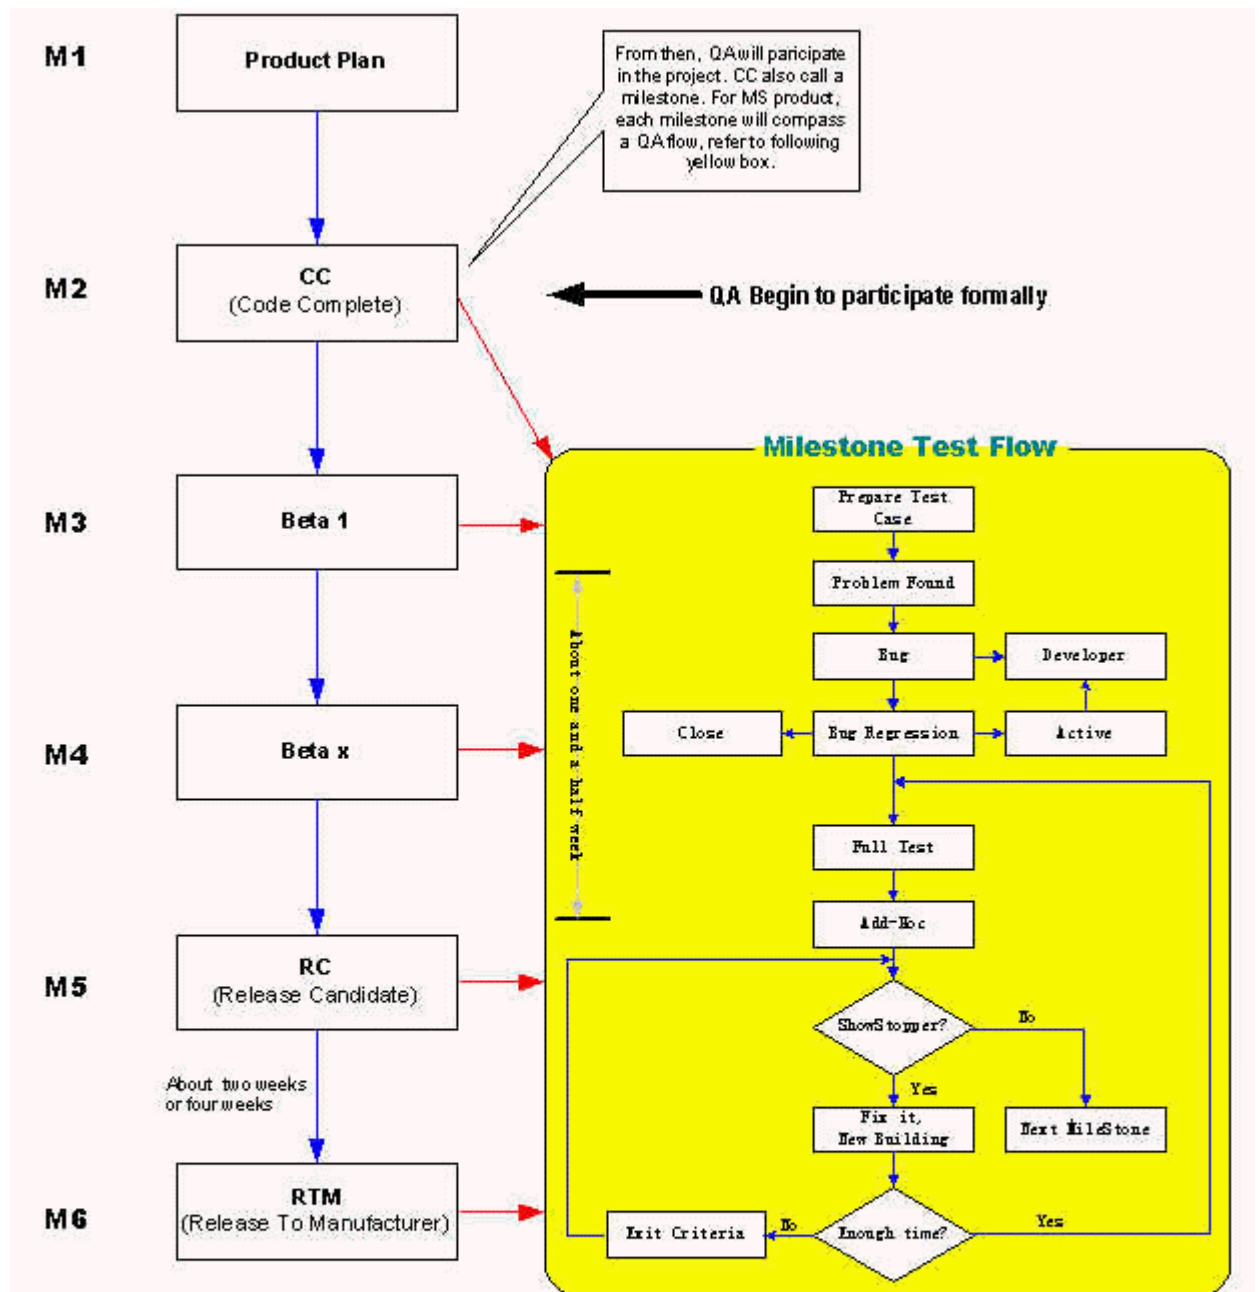 M1
Product Plan
From then, QA will paricipate
in the project. CC also call a
milestone. For MS product,
each milestone will compass
a QA flow, refer to following
yellow box.
M2
CC
(Code Complete)
QA Begin to participate formally
Milestone Test Flow
M3
Beta 1
Prepare Test
Case
Problem Found
Bug
Developer
About one and a half week
M4
Beta x
Close
Bug Regression
Active
Full Test
Add-Hoc
M5
RC
(Release Candidate)
ShowStopper?
No
Yes
About two weeks
or four weeks
Fix it,
New Building
Next MileStone
M6
RTM
(Release To Manufacturer)
Exit Criteria
No
Enough time?
Yes